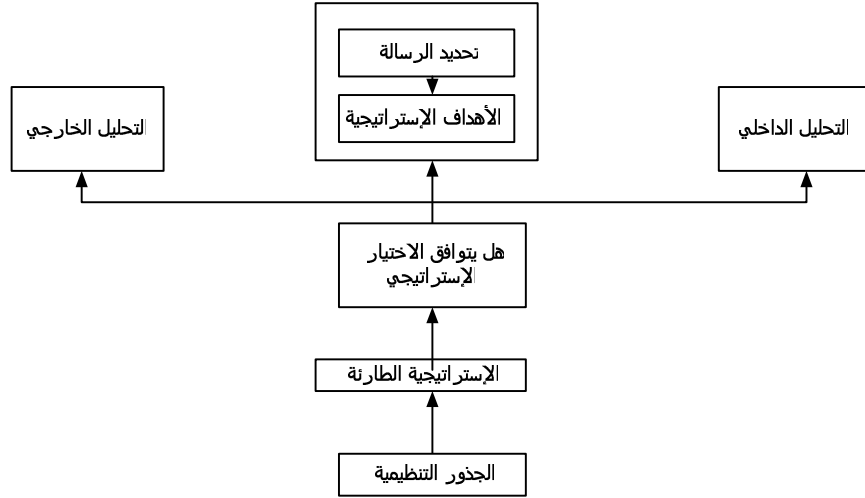 تحديد الرسالة
الأهداف الإستراتيجية
التحليل الداخلي
التحليل الخارجي
هل يتوافق الاختيار
الإستراتيجي
الإستراتيجية الطارئة
الجذور التنظيمية